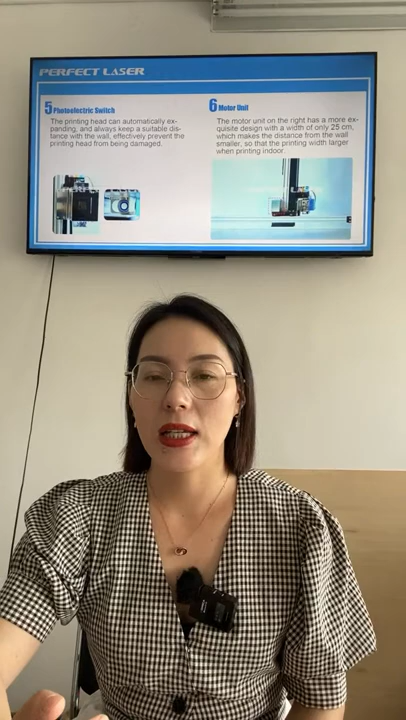 PERFECT LASER
5 Photoelectric Switch
The printing head can automatically ex-
panding, and always keep a suitable dis-
tance with the wall, effectively prevent the
printing head from being damaged.
6 Motor Unit
The motor unit on the right has a more ex-
quisite design with a width of only 25 cm,
which makes the distance from the wall
smaller, so that the printing width larger
when printing indoor.